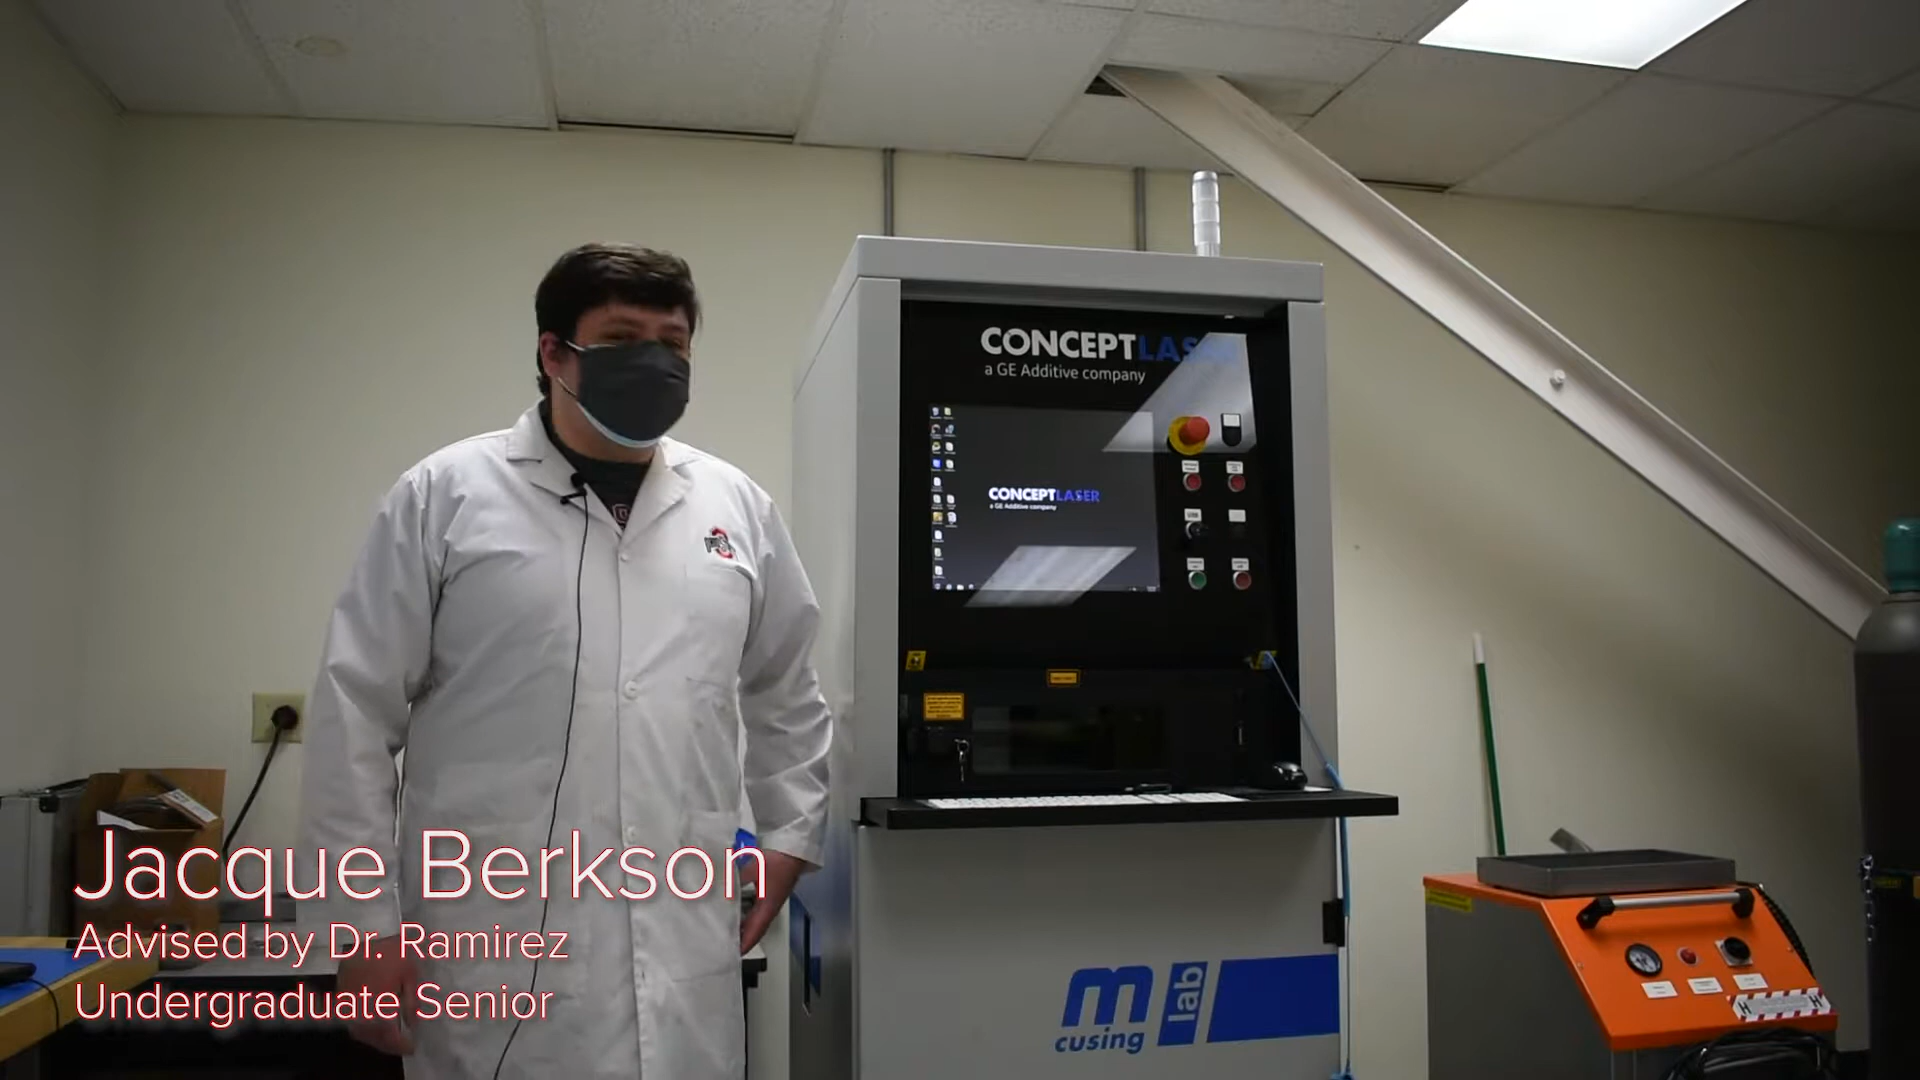 CONCEPTLASER
a GE Additive company
CONCEPTLASER
a GE Additive company
Jacque Berkson
Advised by Dr. Ramirez
Undergraduate Senior
m
cusing
lab
H
H